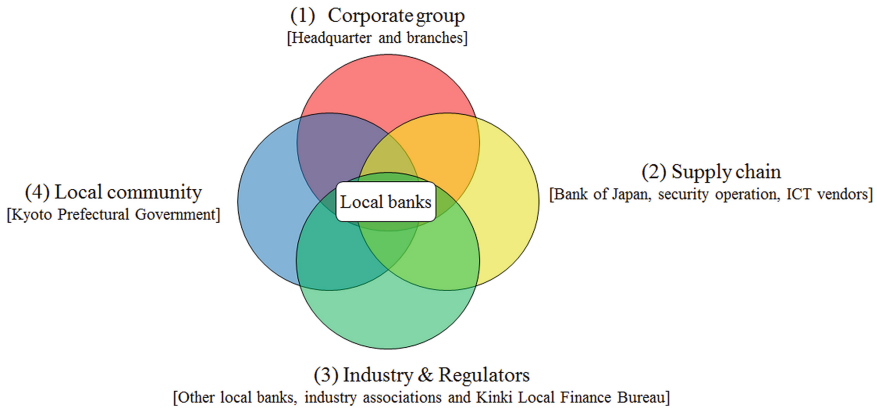 (1) Corporate group
[Headquarter and branches]
(2) Supply chain
[Bank of Japan, security operation, ICT vendors]
(4) Local community
[Kyoto Prefectural Government]
Local banks
(3) Industry & Regulators
[Other local banks, industry associations and Kinki Local Finance Bureau]